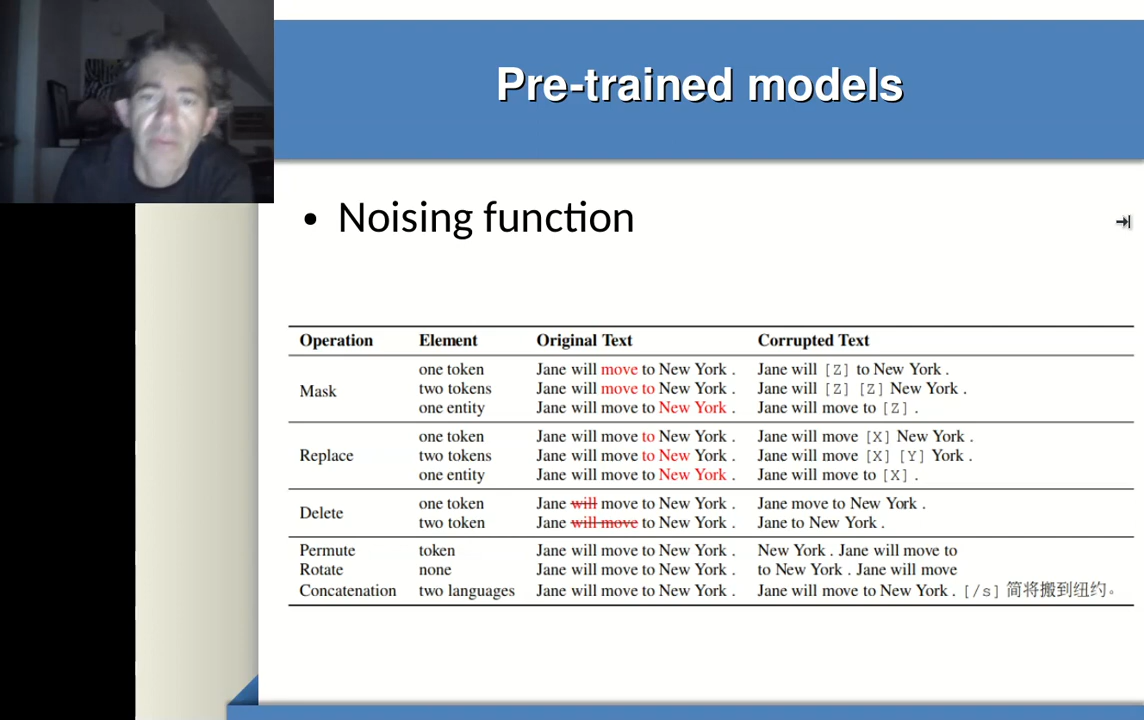 Pre-trained models
• Noising function
Operation Element Original Text Corrupted Text
Mask
one token Jane will move to New York . Jane will [Z] to New York .
two tokens Jane will move to New York . Jane will [Z] [Z] New York .
one entity Jane will move to New York . Jane will move to [Z] .
Replace
one token Jane will move to New York . Jane will move [X] New York .
two tokens Jane will move to New York . Jane will move [X] [Y] York .
one entity Jane will move to New York . Jane will move to [X] .
Delete
one token Jane will move to New York . Jane move to New York .
two token Jane will move to New York . Jane to New York .
Permute token Jane will move to New York . New York . Jane will move to
Rotate none Jane will move to New York . to New York . Jane will move
Concatenation two languages Jane will move to New York . Jane will move to New York . [/s] 简将搬到纽约。